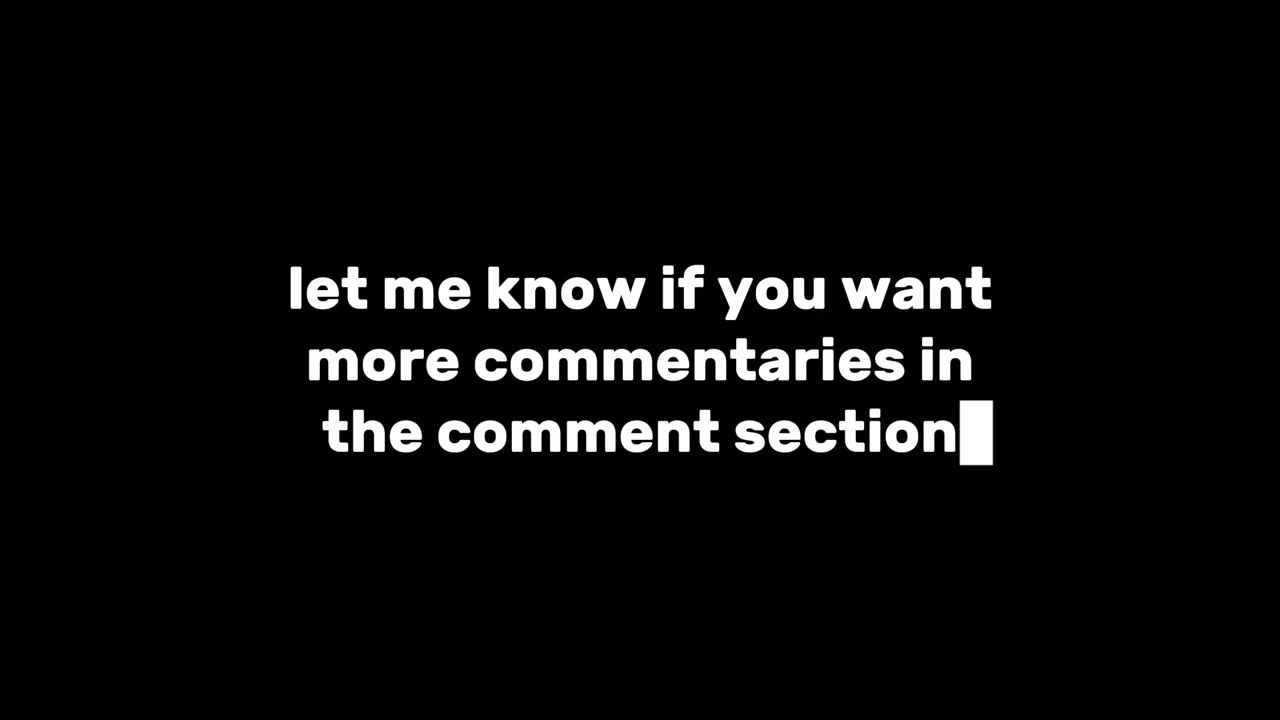 let me know if you want
more commentaries in
the comment section